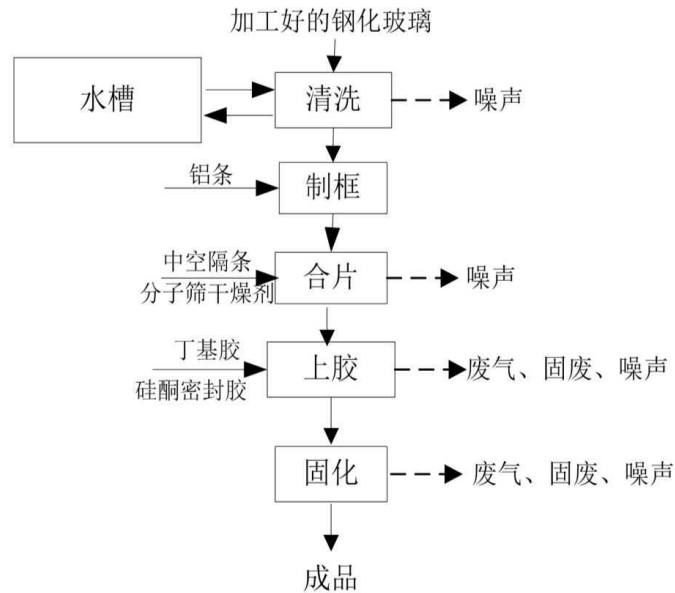 加工好的钢化玻璃
水槽
清洗
噪声
铝条
制框
中空隔条
分子筛干燥剂
合片
噪声
丁基胶
硅酮密封胶
上胶
废气、固废、噪声
固化
废气、固废、噪声
成品